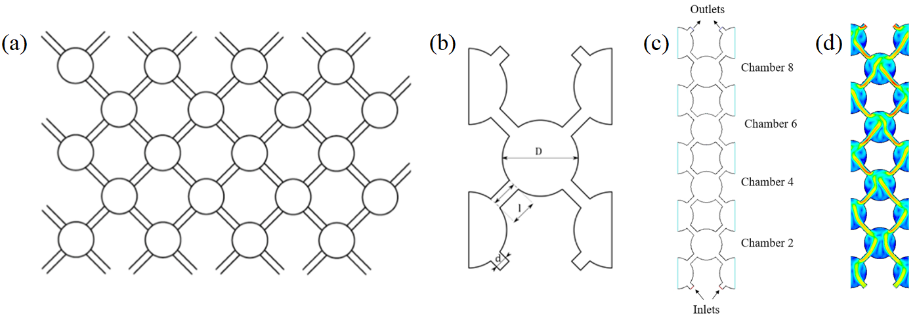 (a)
(b)
D
l
d
(c)
Outlets
Chamber 8
Chamber 6
Chamber 4
Chamber 2
Inlets
(d)